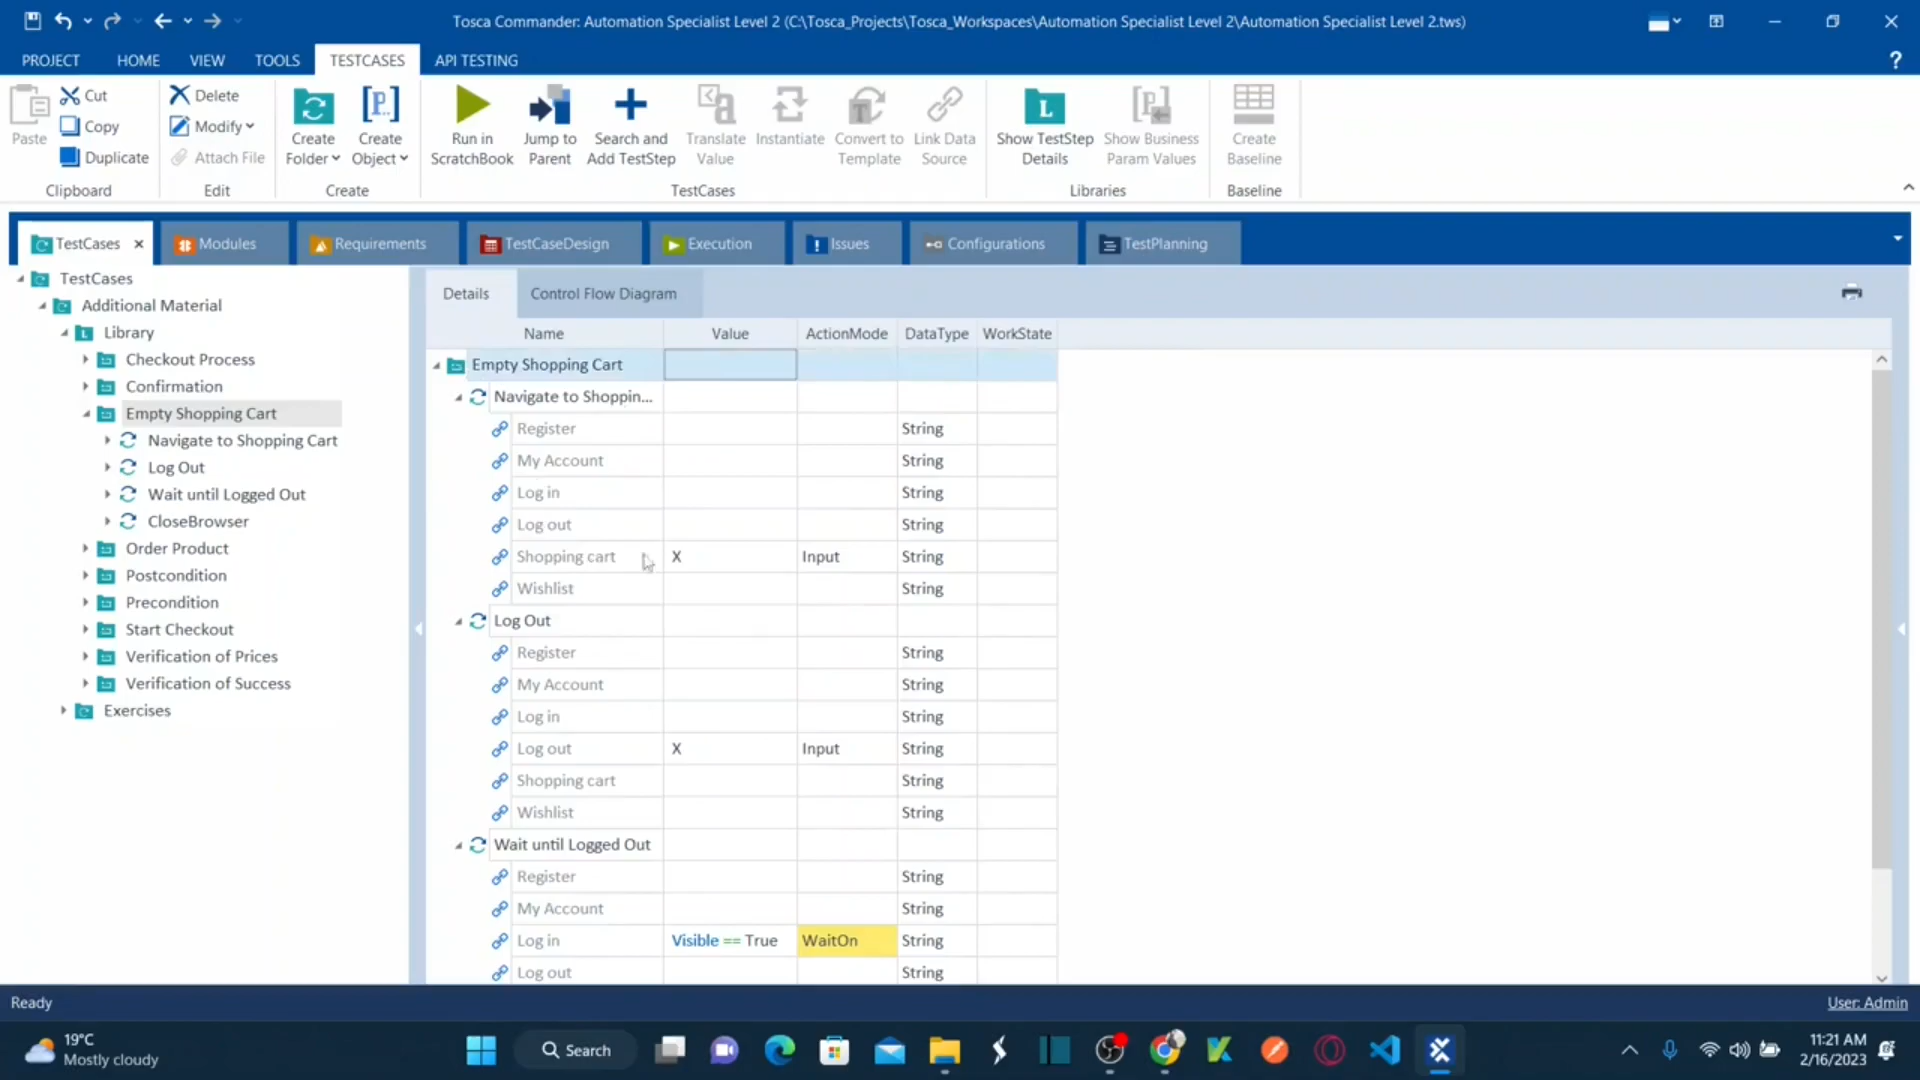 Tosca Commander: Automation Specialist Level 2 (C:\Tosca_Projects\Tosca_Workspaces\Automation Specialist Level 2\Automation Specialist Level 2.tws)
PROJECT HOME VIEW TOOLS TESTCASES API TESTING ?
Paste
Cut
Copy
Duplicate
Clipboard
Delete
Modify
Attach File
Edit
Create Folder
Create Object
Create
Run in ScratchBook
Jump to Parent
Search and Add TestStep
Translate Value
Instantiate
Convert to Template
Link Data Source
TestCases
Show TestStep Details
Show Business Param Values
Libraries
Create Baseline
Baseline
TestCases Modules Requirements TestCaseDesign Execution Issues Configurations TestPlanning
TestCases
Additional Material
Library
Checkout Process
Confirmation
Empty Shopping Cart
Navigate to Shopping Cart
Log Out
Wait until Logged Out
CloseBrowser
Order Product
Postcondition
Precondition
Start Checkout
Verification of Prices
Verification of Success
Exercises
Details Control Flow Diagram
Name Value ActionMode DataType WorkState
Empty Shopping Cart
Navigate to Shoppin...
Register String
My Account String
Log in String
Log out String
Shopping cart X Input String
Wishlist String
Log Out
Register String
My Account String
Log in String
Log out X Input String
Shopping cart String
Wishlist String
Wait until Logged Out
Register String
My Account String
Log in Visible == True WaitOn String
Log out String
Ready
User: Admin
19°C
Mostly cloudy
Search
11:21 AM
2/16/2023